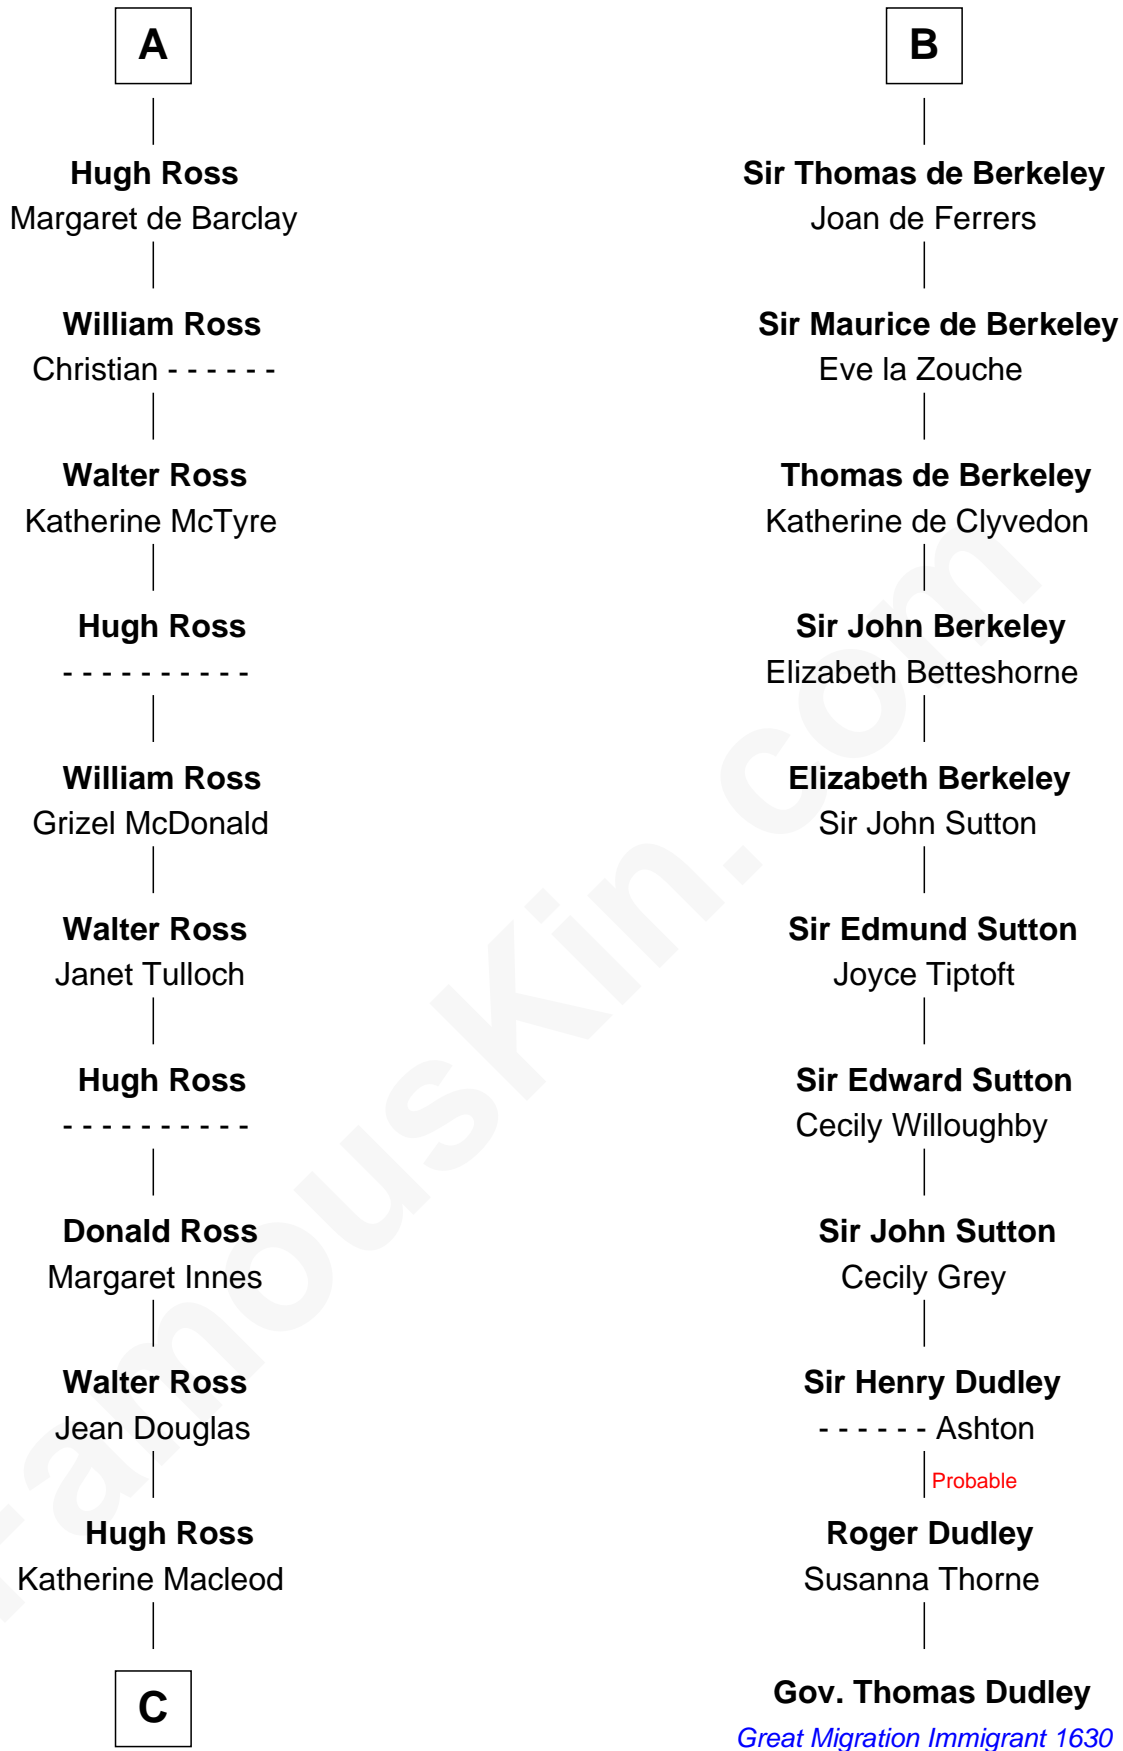 A
Hugh Ross
Margaret de Barclay
William Ross
Christian - - - - - -
Walter Ross
Katherine McTyre
Hugh Ross
- - - - - - - - - -
William Ross
Grizel McDonald
Walter Ross
Janet Tulloch
Hugh Ross
- - - - - - - - - -
Donald Ross
Margaret Innes
Walter Ross
Jean Douglas
Hugh Ross
Katherine Macleod
C
B
Sir Thomas de Berkeley
Joan de Ferrers
Sir Maurice de Berkeley
Eve la Zouche
Thomas de Berkeley
Katherine de Clyvedon
Sir John Berkeley
Elizabeth Betteshorne
Elizabeth Berkeley
Sir John Sutton
Sir Edmund Sutton
Joyce Tiptoft
Sir Edward Sutton
Cecily Willoughby
Sir John Sutton
Cecily Grey
Sir Henry Dudley
- - - - - - Ashton
Probable
Roger Dudley
Susanna Thorne
Gov. Thomas Dudley
Great Migration Immigrant 1630
FamousKin.com